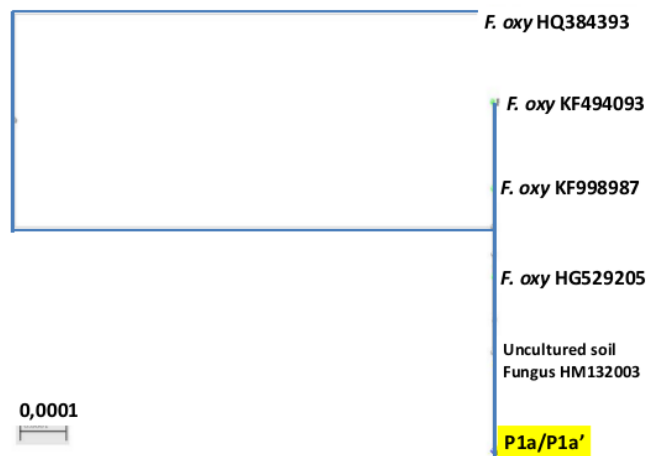 F. oxy HQ384393
F. oxy KF494093
F. oxy KF998987
F. oxy HG529205
Uncultured soil
Fungus HM132003
0,0001
P1a/P1a’